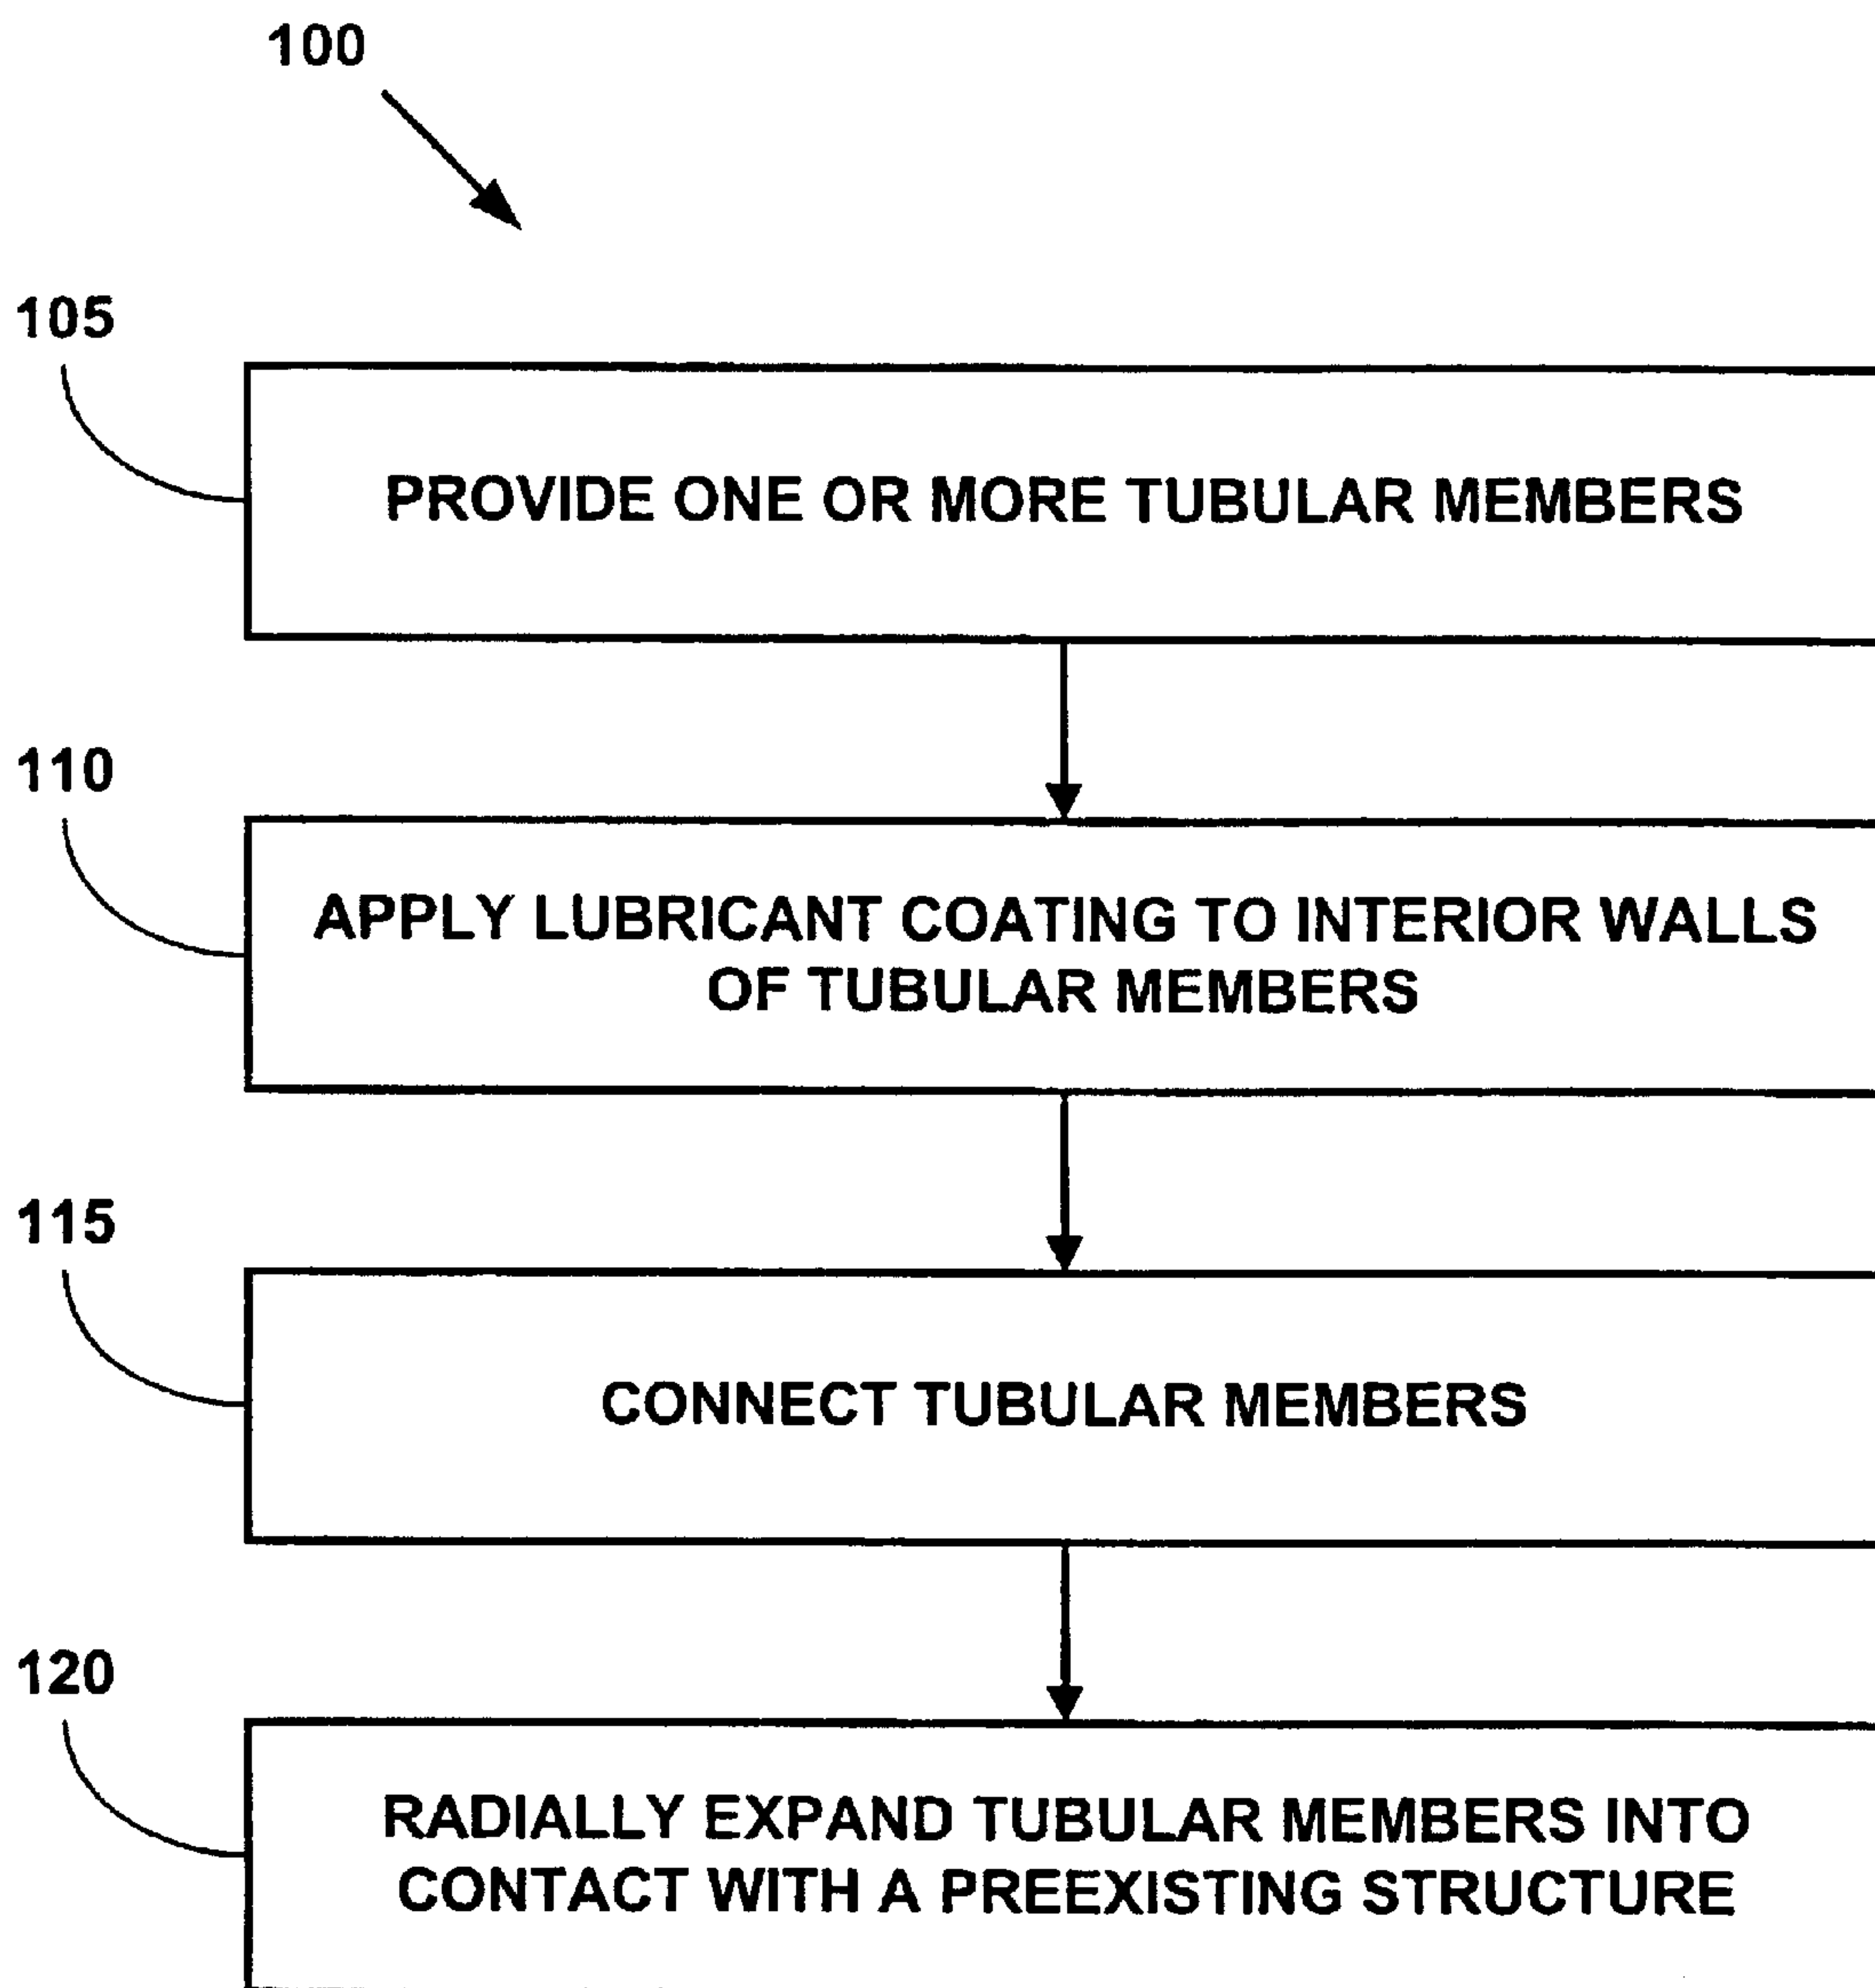 100
105
PROVIDE ONE OR MORE TUBULAR MEMBERS
110
APPLY LUBRICANT COATING TO INTERIOR WALLS
OF TUBULAR MEMBERS
115
CONNECT TUBULAR MEMBERS
120
RADIALLY EXPAND TUBULAR MEMBERS INTO
CONTACT WITH A PREEXISTING STRUCTURE